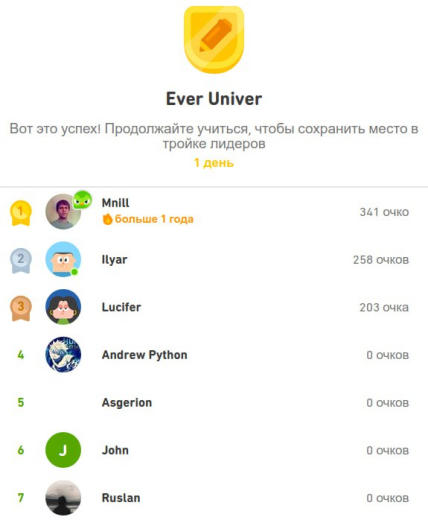 Ever Univer
Вот это успех! Продолжайте учиться, чтобы сохранить место в
тройке лидеров
1 день
1 Mnill 341 очко
больше 1 года
2 Ilyar 258 очков
3 Lucifer 203 очка
4 Andrew Python 0 очков
5 Asgerion 0 очков
6 J John 0 очков
7 Ruslan 0 очков